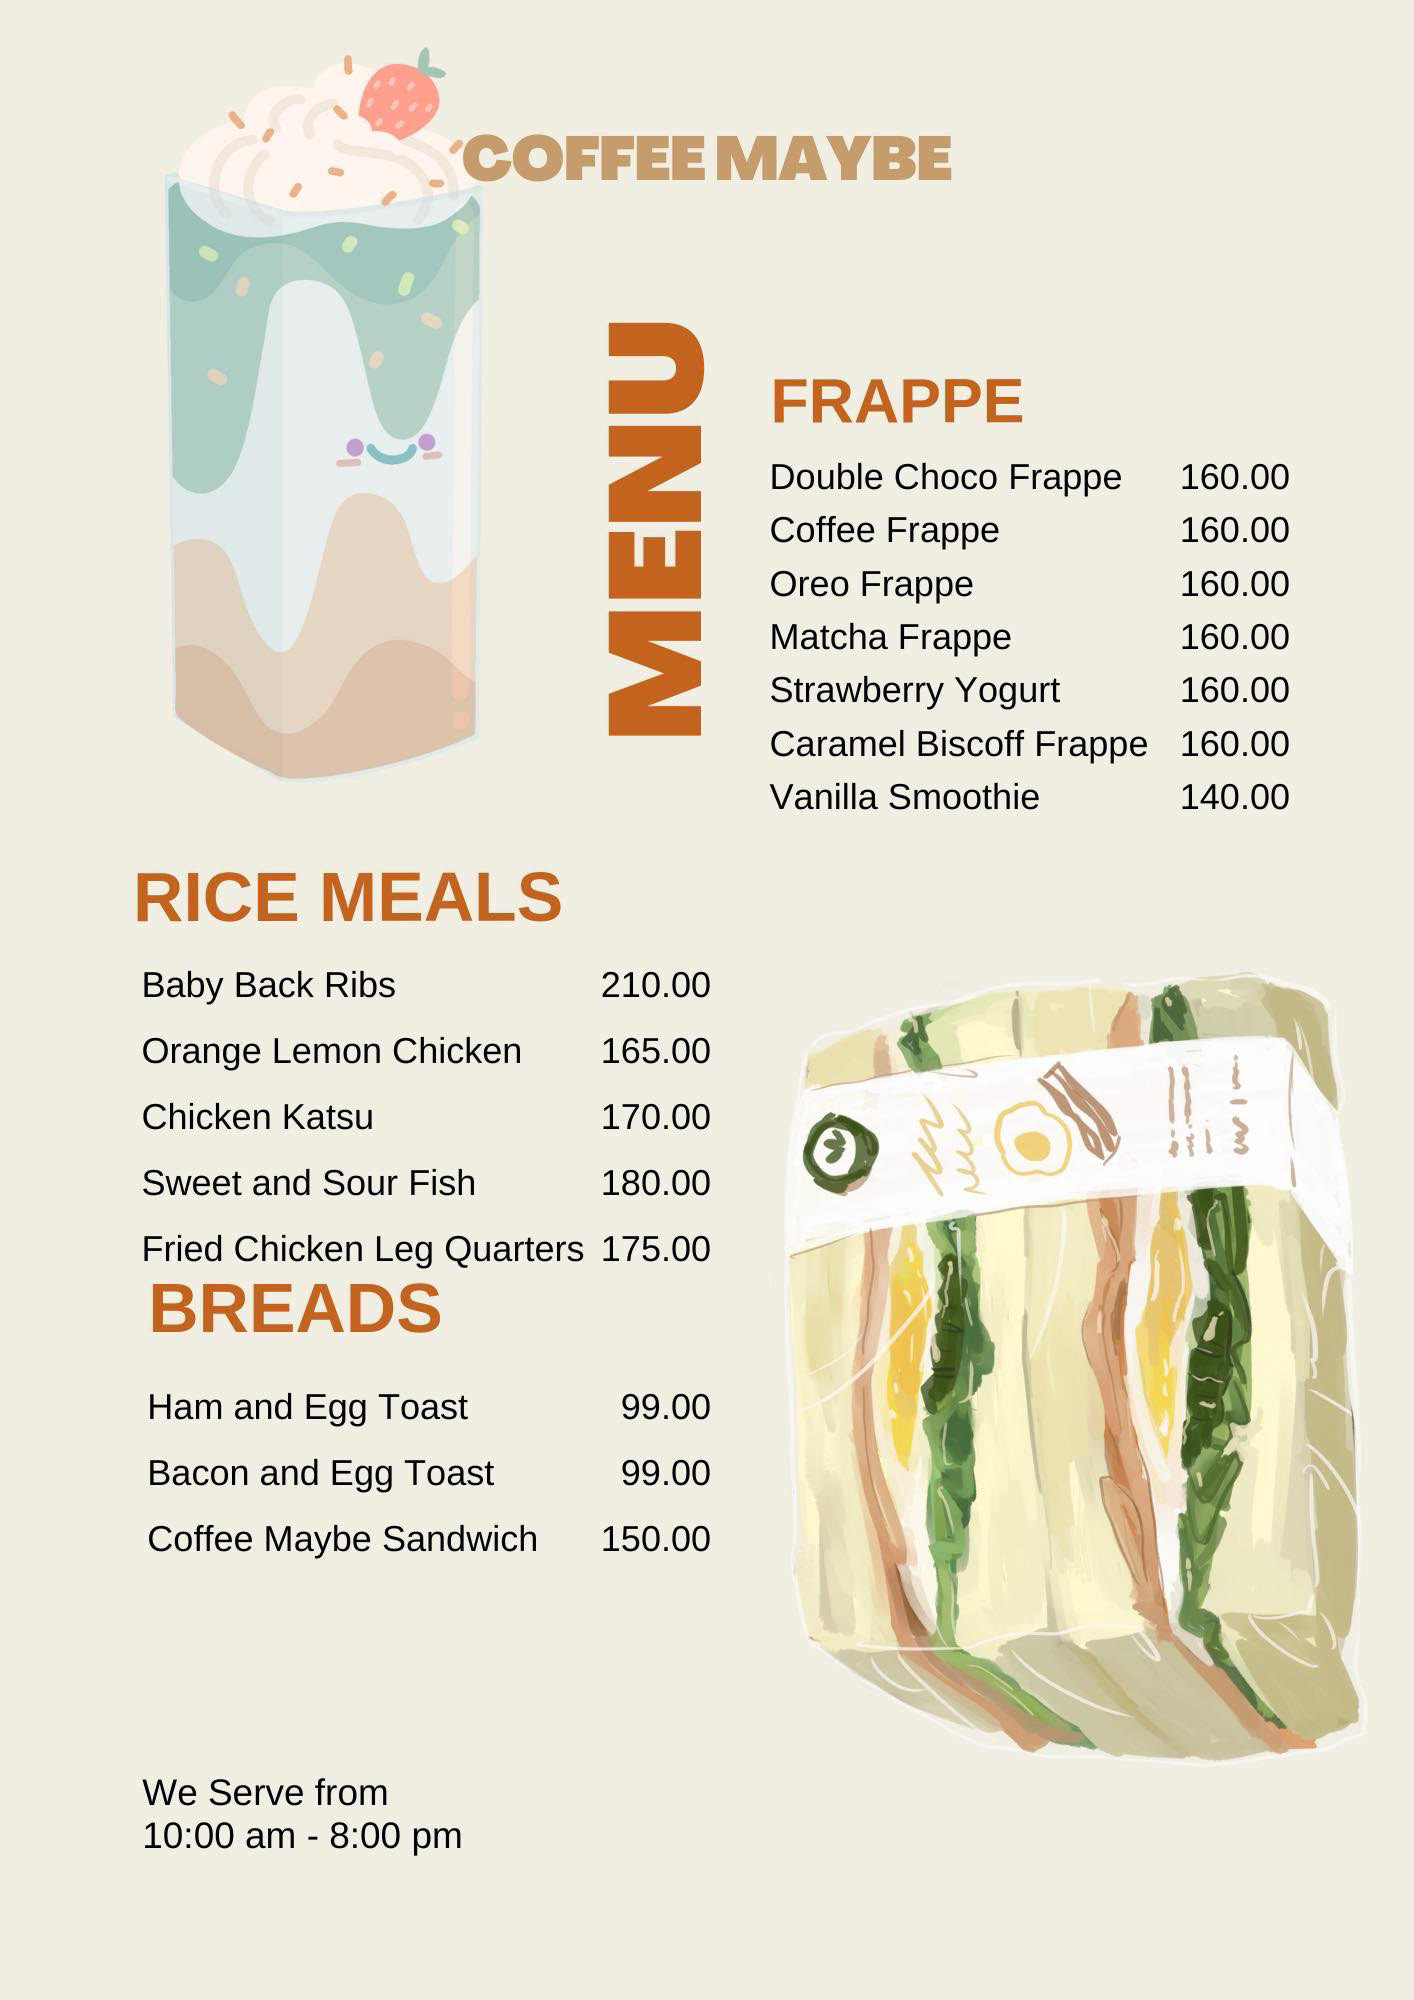 COFFEE MAYBE
MENU
FRAPPE
Double Choco Frappe 160.00
Coffee Frappe 160.00
Oreo Frappe 160.00
Matcha Frappe 160.00
Strawberry Yogurt 160.00
Caramel Biscoff Frappe 160.00
Vanilla Smoothie 140.00
RICE MEALS
Baby Back Ribs 210.00
Orange Lemon Chicken 165.00
Chicken Katsu 170.00
Sweet and Sour Fish 180.00
Fried Chicken Leg Quarters 175.00
BREADS
Ham and Egg Toast 99.00
Bacon and Egg Toast 99.00
Coffee Maybe Sandwich 150.00
We Serve from
10:00 am - 8:00 pm